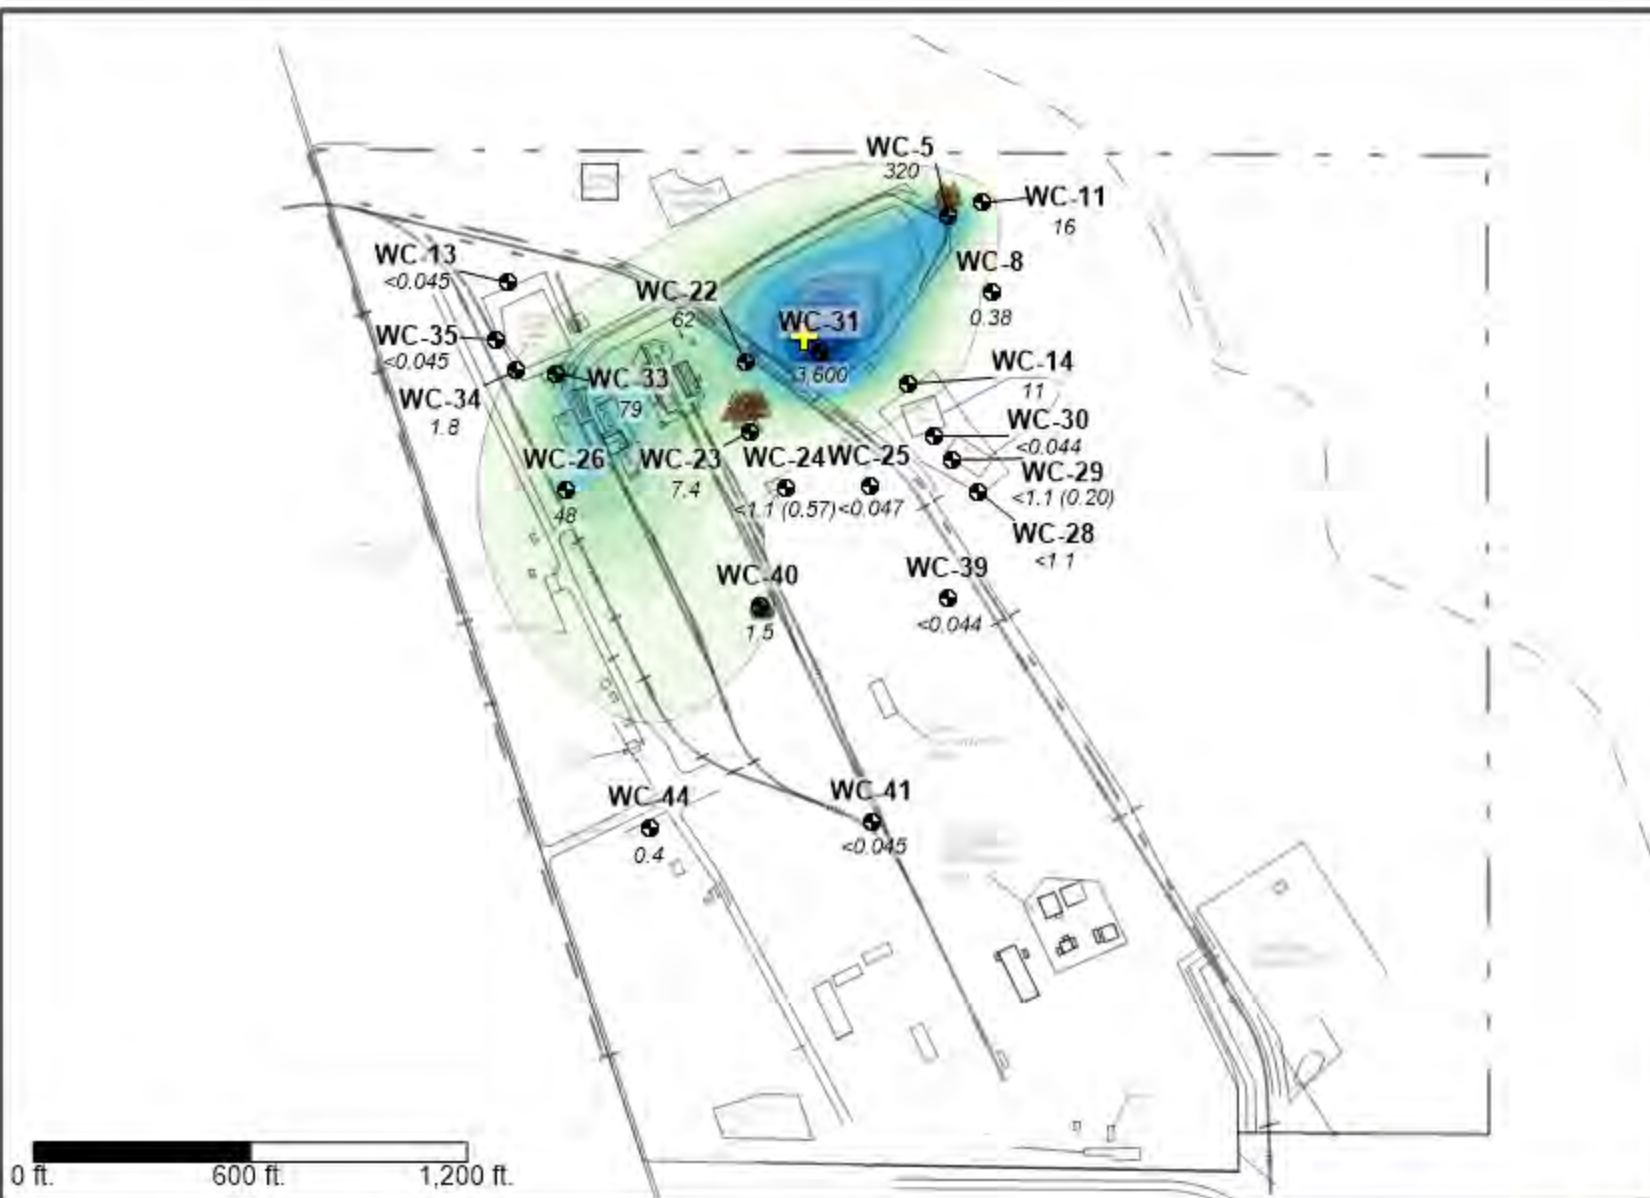 WC-5
320
WC-11
16
WC-13
<0.045
WC-8
0.38
WC-22
62
WC-31
3,600
WC-35
<0.045
WC-14
11
WC-33
79
WC-34
1.8
WC-30
<0.044
WC-26
48
WC-23
7.4
WC-24
<1.1 (0.57)
WC-25
<0.047
WC-29
<1.1 (0.20)
WC-28
<1.1
WC-40
1.5
WC-39
<0.044
WC-44
0.4
WC-41
<0.045
0 ft.
600 ft.
1,200 ft.